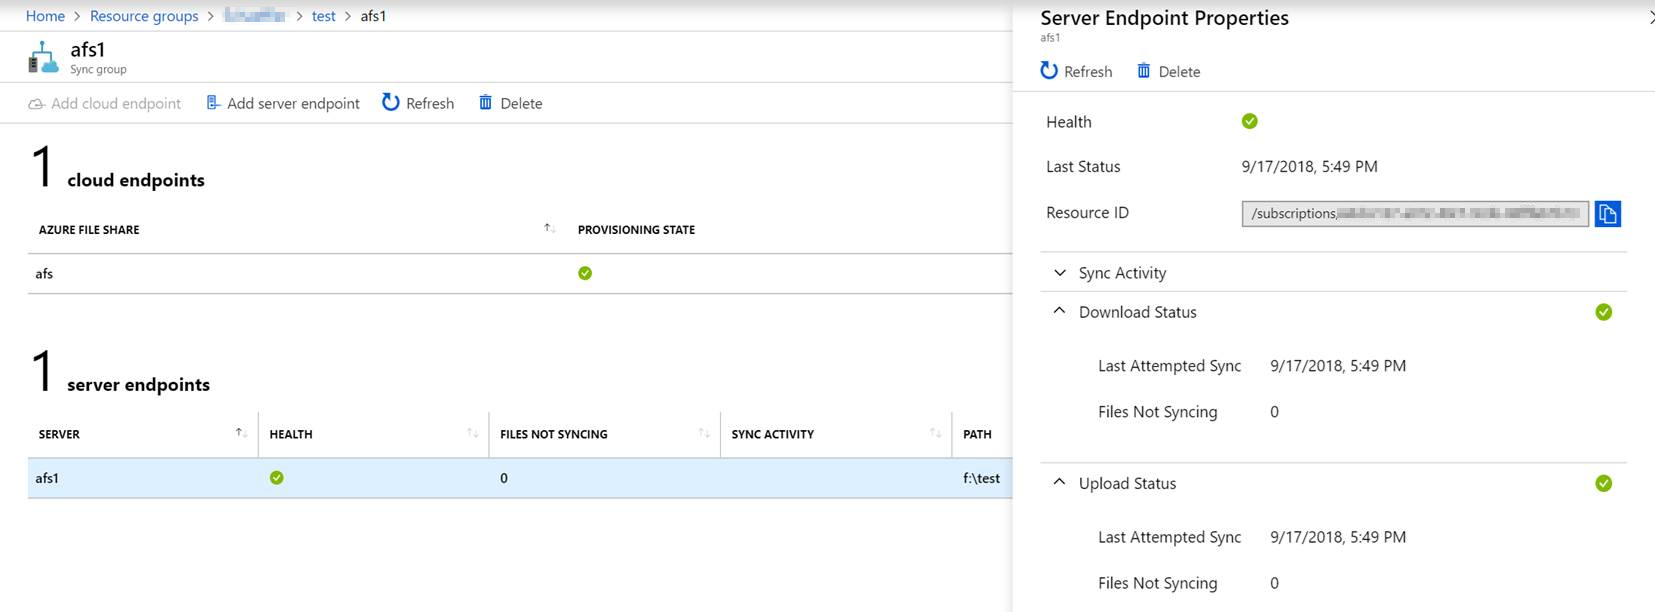 Home > Resource groups > > test > afs1
afs1
Sync group
Add cloud endpoint Add server endpoint Refresh Delete
1 cloud endpoints
AZURE FILE SHARE PROVISIONING STATE
afs
1 server endpoints
SERVER HEALTH FILES NOT SYNCING SYNC ACTIVITY PATH
afs1 0 f:\test
Server Endpoint Properties
afs1
Refresh Delete
Health
Last Status 9/17/2018, 5:49 PM
Resource ID /subscriptions/
Sync Activity
Download Status
Last Attempted Sync 9/17/2018, 5:49 PM
Files Not Syncing 0
Upload Status
Last Attempted Sync 9/17/2018, 5:49 PM
Files Not Syncing 0